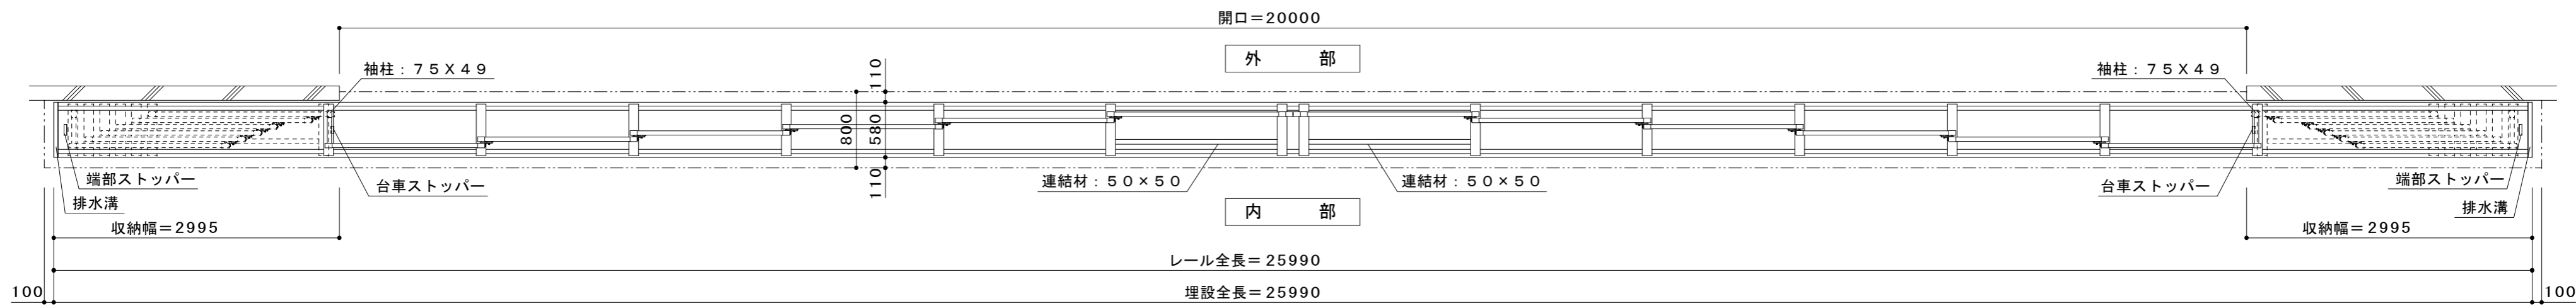 開口=20000
外　部
袖柱：75X49
袖柱：75X49
110
800
580
110
端部ストッパー
台車ストッパー
連結材：50×50
連結材：50×50
台車ストッパー
端部ストッパー
排水溝
内　部
排水溝
収納幅=2995
収納幅=2995
レール全長=25990
100
埋設全長=25990
100